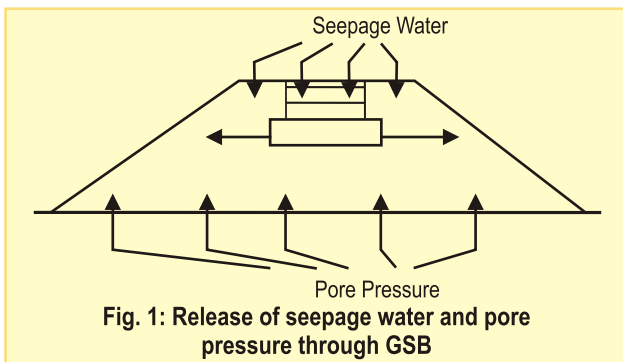 Seepage Water
Pore Pressure
Fig. 1: Release of seepage water and pore
pressure through GSB